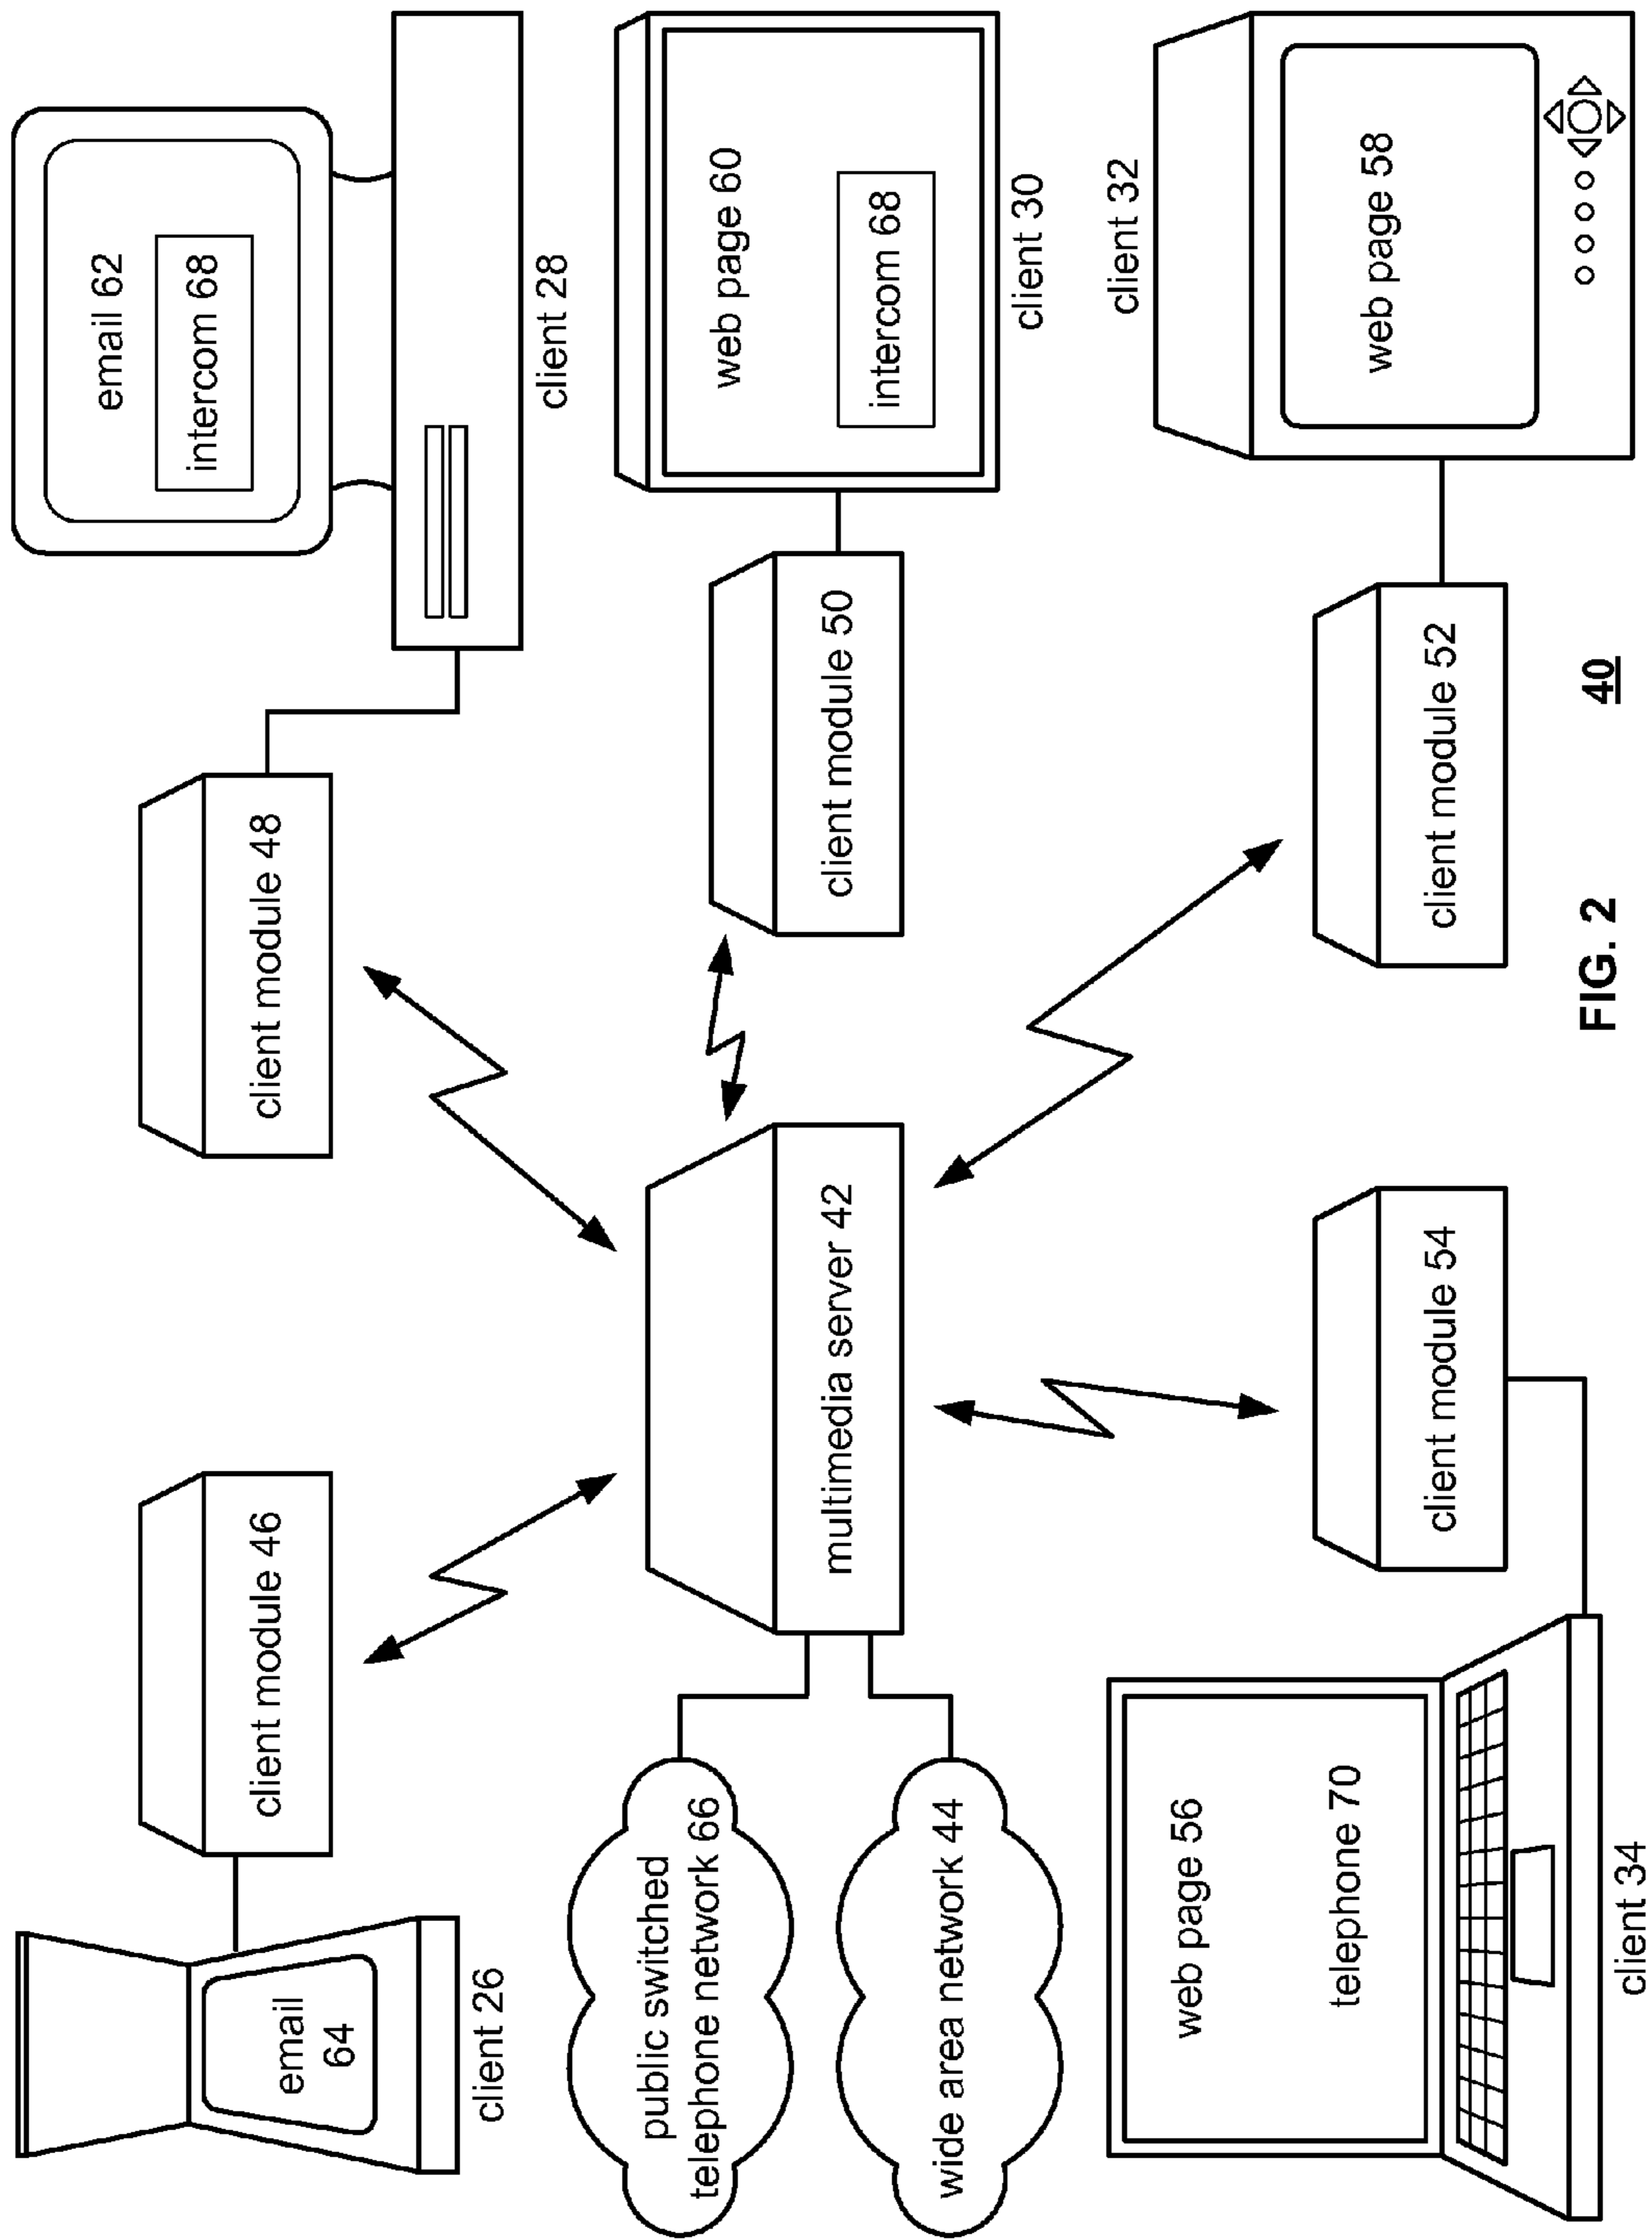 email
64
client 26
client module 46
client module 48
email 62
intercom 68
client 28
public switched
telephone network 66
wide area network 44
multimedia server 42
client module 50
web page 60
intercom 68
client 30
web page 56
telephone 70
client 34
client module 54
client module 52
client 32
web page 58
FIG. 2
40